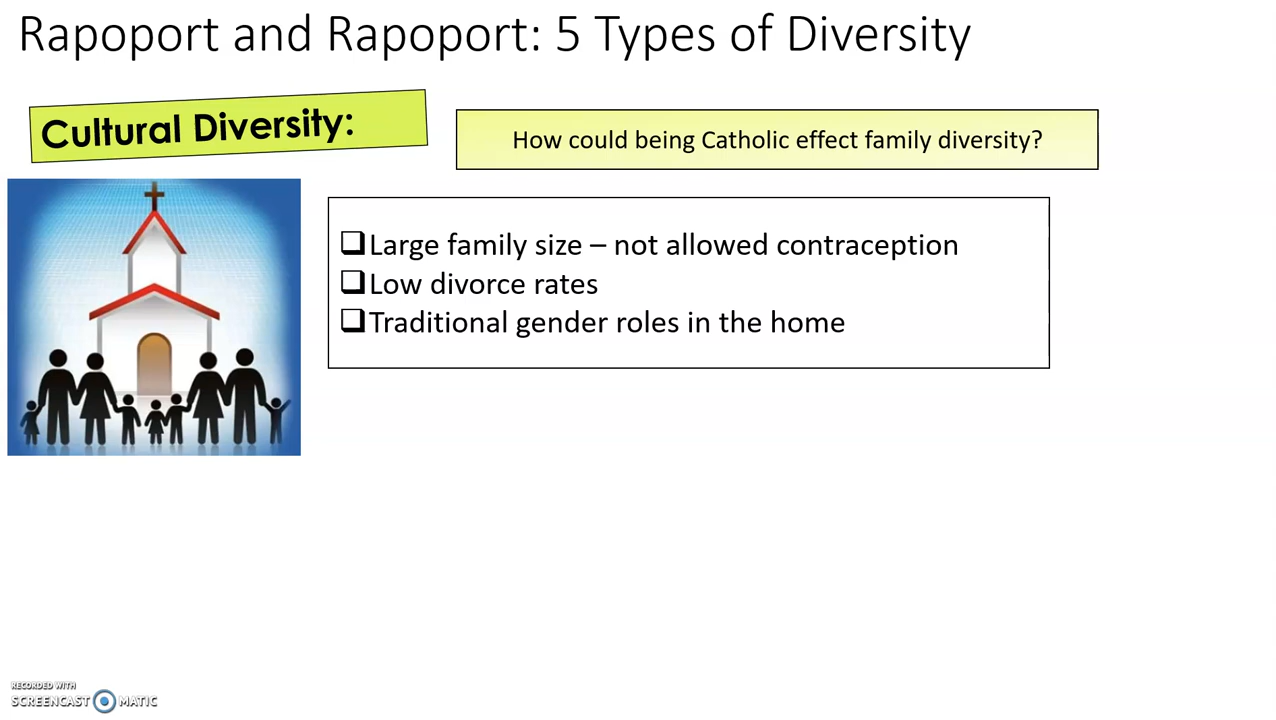 Rapoport and Rapoport: 5 Types of Diversity
Cultural Diversity:
How could being Catholic effect family diversity?
❑Large family size – not allowed contraception
❑Low divorce rates
❑Traditional gender roles in the home
RECORDED WITH
SCREENCAST MATIC